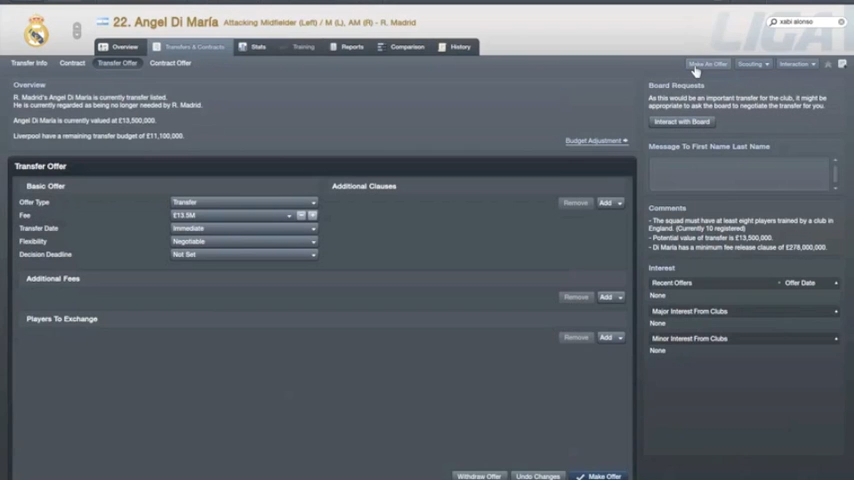 22. Angel Di María Attacking Midfielder (Left) / M (L), AM (R) - R. Madrid
xabi alonso
LIGA
Overview Transfers & Contracts Stats Training Reports Comparison History
Transfer Info Contract Transfer Offer Contract Offer
Make An Offer Scouting Interaction
Overview
R. Madrid's Angel Di María is currently transfer listed.
He is currently regarded as being no longer needed by R. Madrid.
Angel Di María is currently valued at £13,500,000.
Liverpool have a remaining transfer budget of £11,100,000.
Budget Adjustment
Board Requests
As this would be an important transfer for the club, it might be
appropriate to ask the board to negotiate the transfer for you.
Interact with Board
Message To First Name Last Name
Transfer Offer
Basic Offer
Additional Clauses
Offer Type Transfer
Remove Add
Fee £13.5M
Transfer Date Immediate
Flexibility Negotiable
Decision Deadline Not Set
Additional Fees
Remove Add
Players To Exchange
Remove Add
Withdraw Offer Undo Changes Make Offer
Comments
- The squad must have at least eight players trained by a club in
England. (Currently 10 registered)
- Potential value of transfer is £13,500,000.
- Di María has a minimum fee release clause of £278,000,000.
Interest
Recent Offers - Offer Date
None
Major Interest From Clubs
None
Minor Interest From Clubs
None